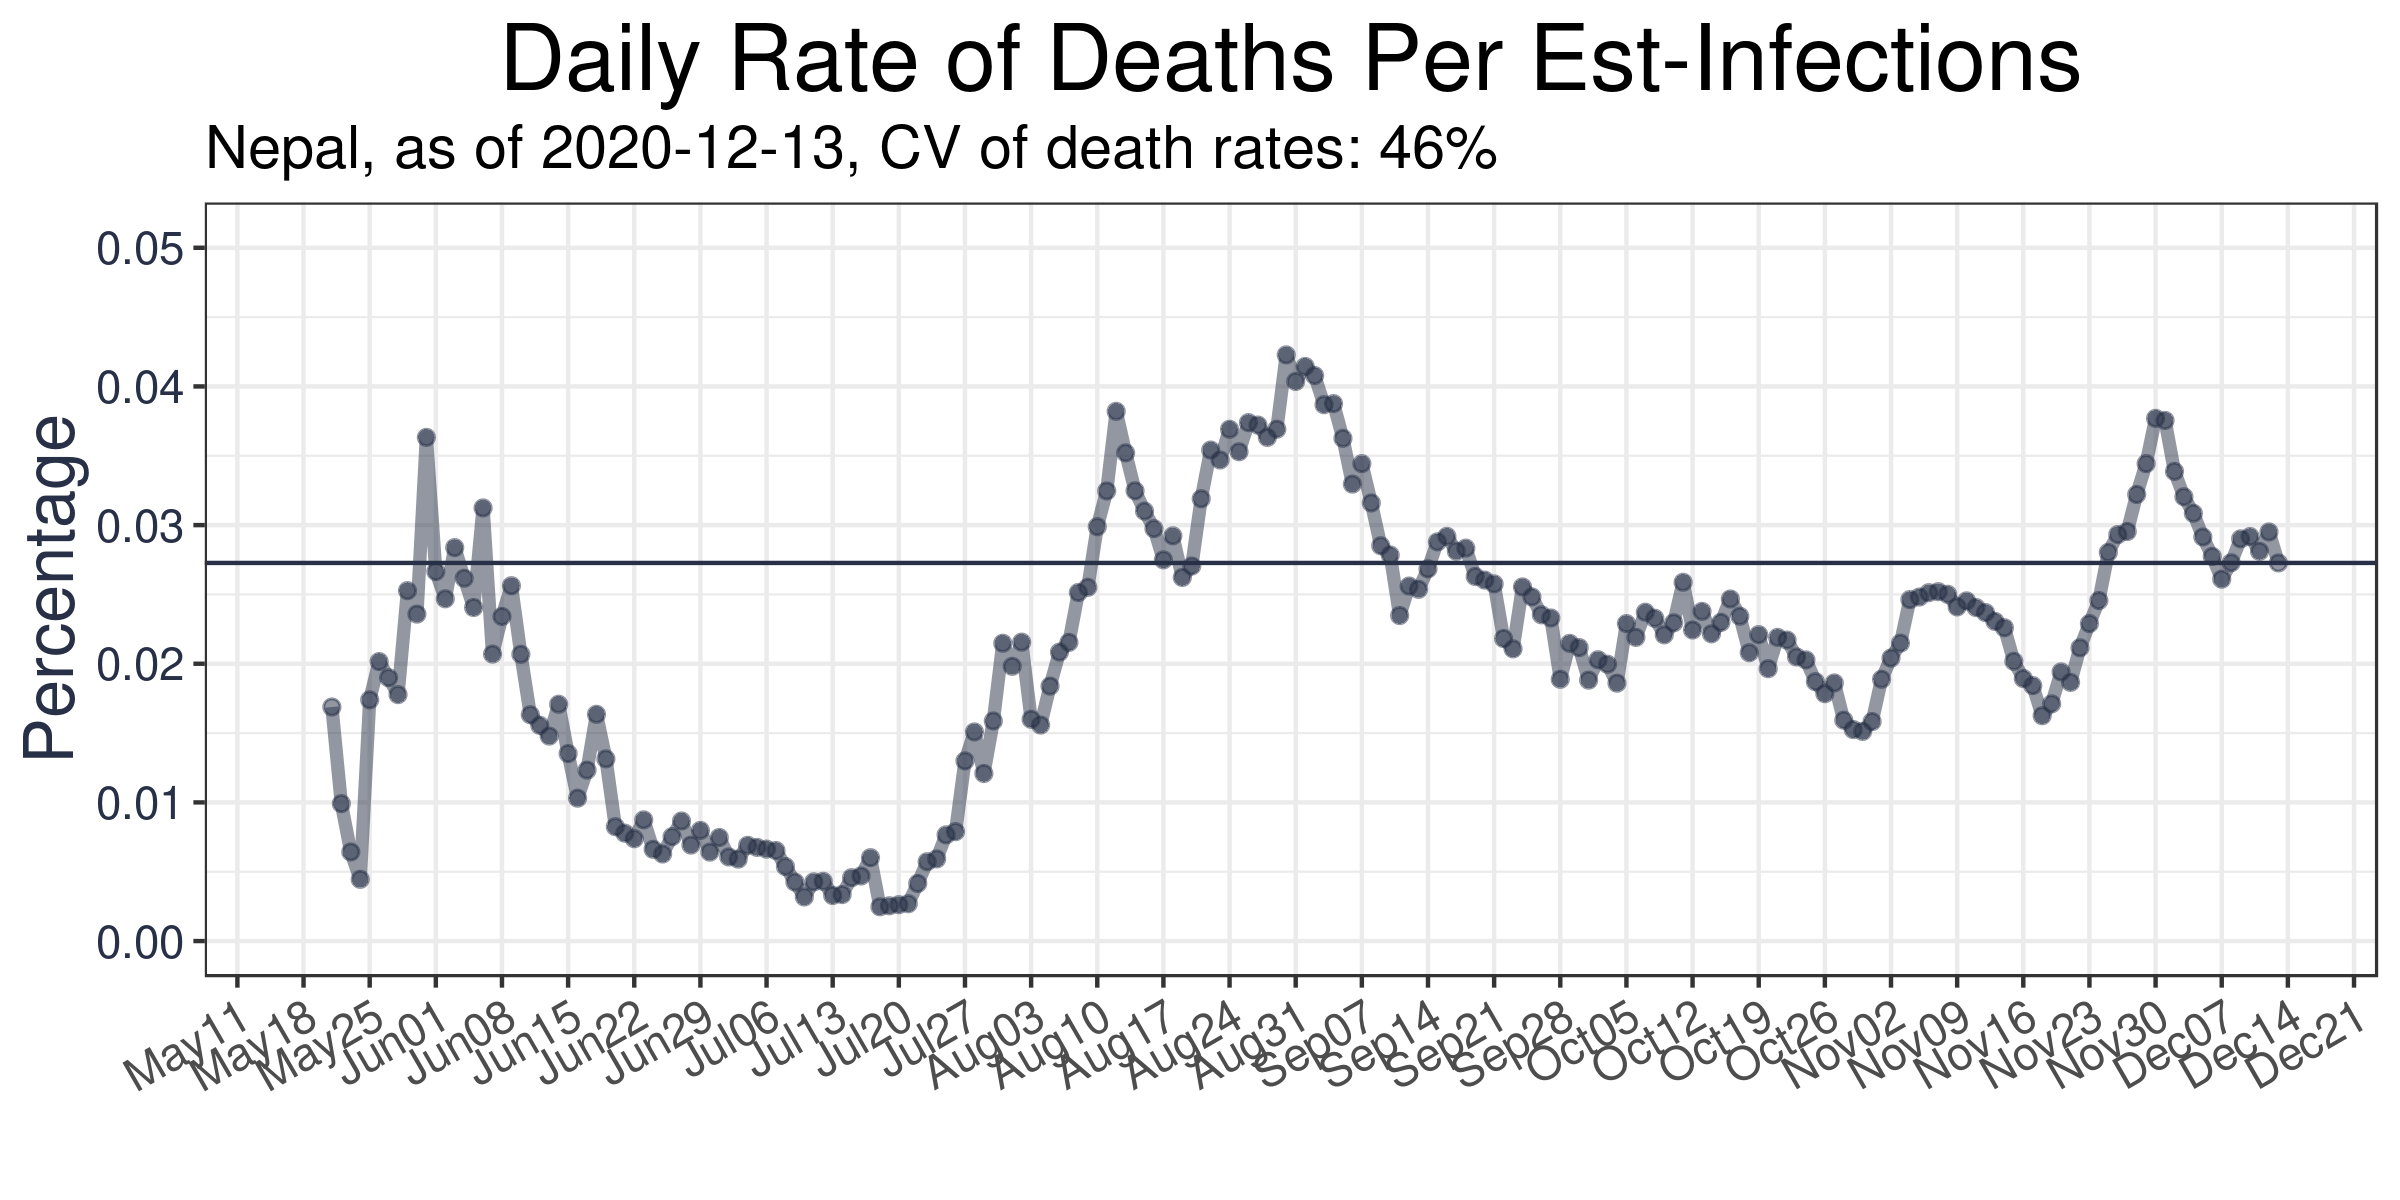 Daily Rate of Deaths Per Est-Infections
Nepal, as of 2020-12-13, CV of death rates: 46%
Percentage
0.05
0.04
0.03
0.02
0.01
0.00
May11
May18
May25
Jun01
Jun08
Jun15
Jun22
Jun29
Jul06
Jul13
Jul20
Jul27
Aug03
Aug10
Aug17
Aug24
Aug31
Sep07
Sep14
Sep21
Sep28
Oct05
Oct12
Oct19
Oct26
Nov02
Nov09
Nov16
Nov23
Nov30
Dec07
Dec14
Dec21